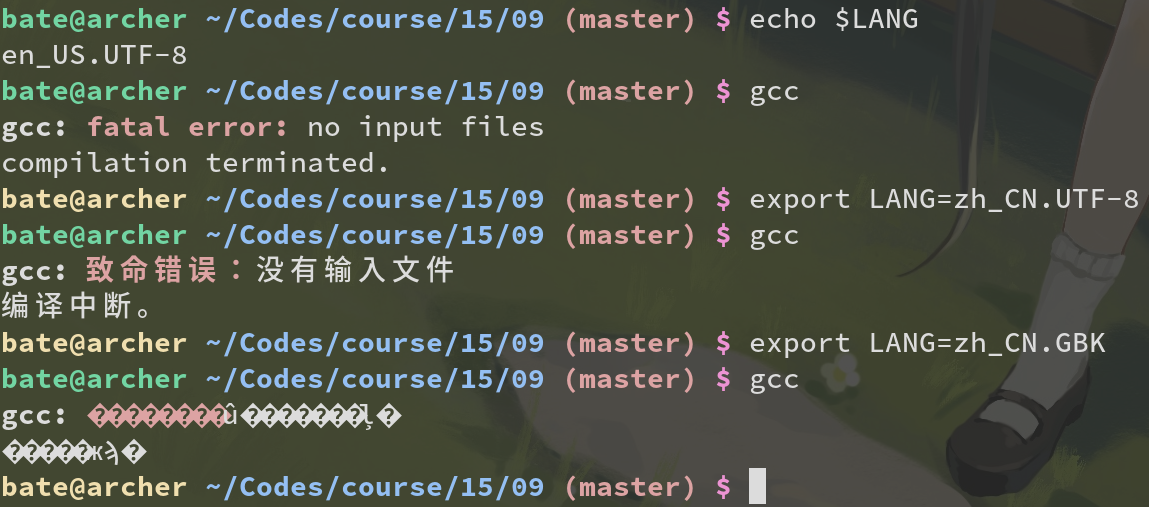 bate@archer ~/Codes/course/15/09 (master) $ echo $LANG
en_US.UTF-8
bate@archer ~/Codes/course/15/09 (master) $ gcc
gcc: fatal error: no input files
compilation terminated.
bate@archer ~/Codes/course/15/09 (master) $ export LANG=zh_CN.UTF-8
bate@archer ~/Codes/course/15/09 (master) $ gcc
gcc: 致命错误：没有输入文件
编译中断。
bate@archer ~/Codes/course/15/09 (master) $ export LANG=zh_CN.GBK
bate@archer ~/Codes/course/15/09 (master) $ gcc
gcc:
bate@archer ~/Codes/course/15/09 (master) $